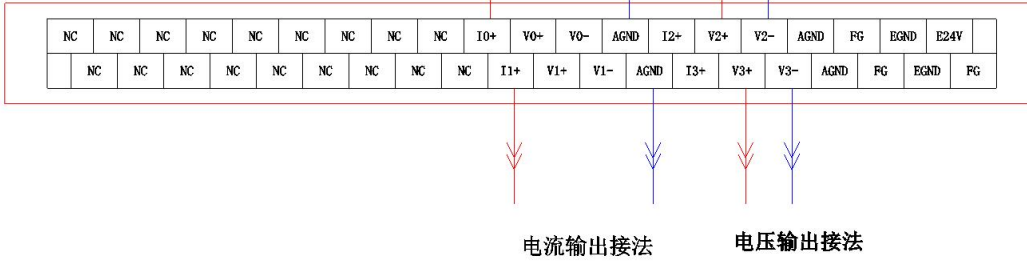 NC NC NC NC NC NC NC NC NC I0+ V0+ V0- AGND I2+ V2+ V2- AGND FG EGND E24V
NC NC NC NC NC NC NC NC NC I1+ V1+ V1- AGND I3+ V3+ V3- AGND FG EGND FG
电流输出接法 电压输出接法